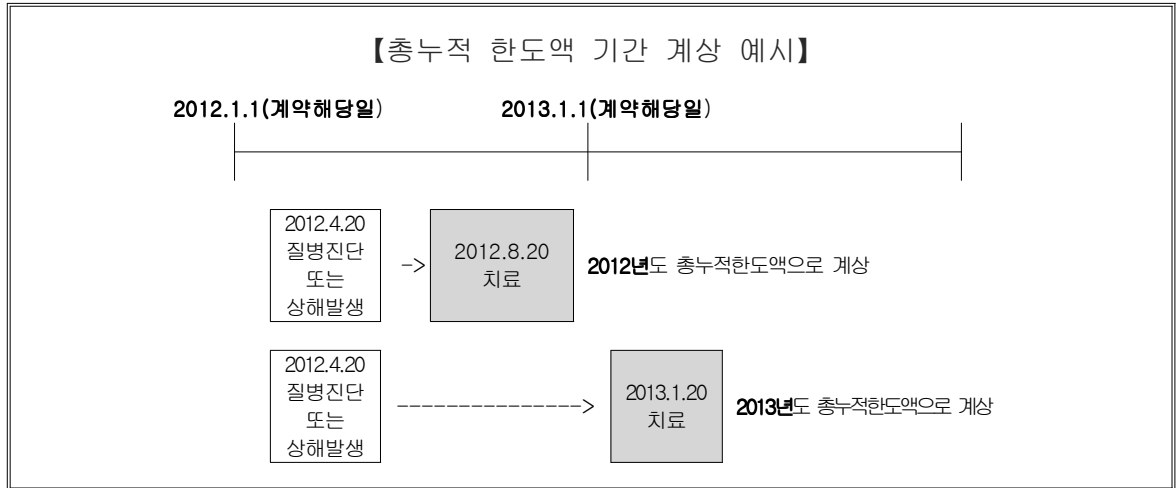 【총누적 한도액 기간 계상 예시】
2012.1.1(계약해당일) 2013.1.1(계약해당일)
2012.4.20
질병진단
또는
상해발생
->
2012.8.20
치료
2012년도 총누적한도액으로 계상
2012.4.20
질병진단
또는
상해발생
--------------->
2013.1.20
치료
2013년도 총누적한도액으로 계상